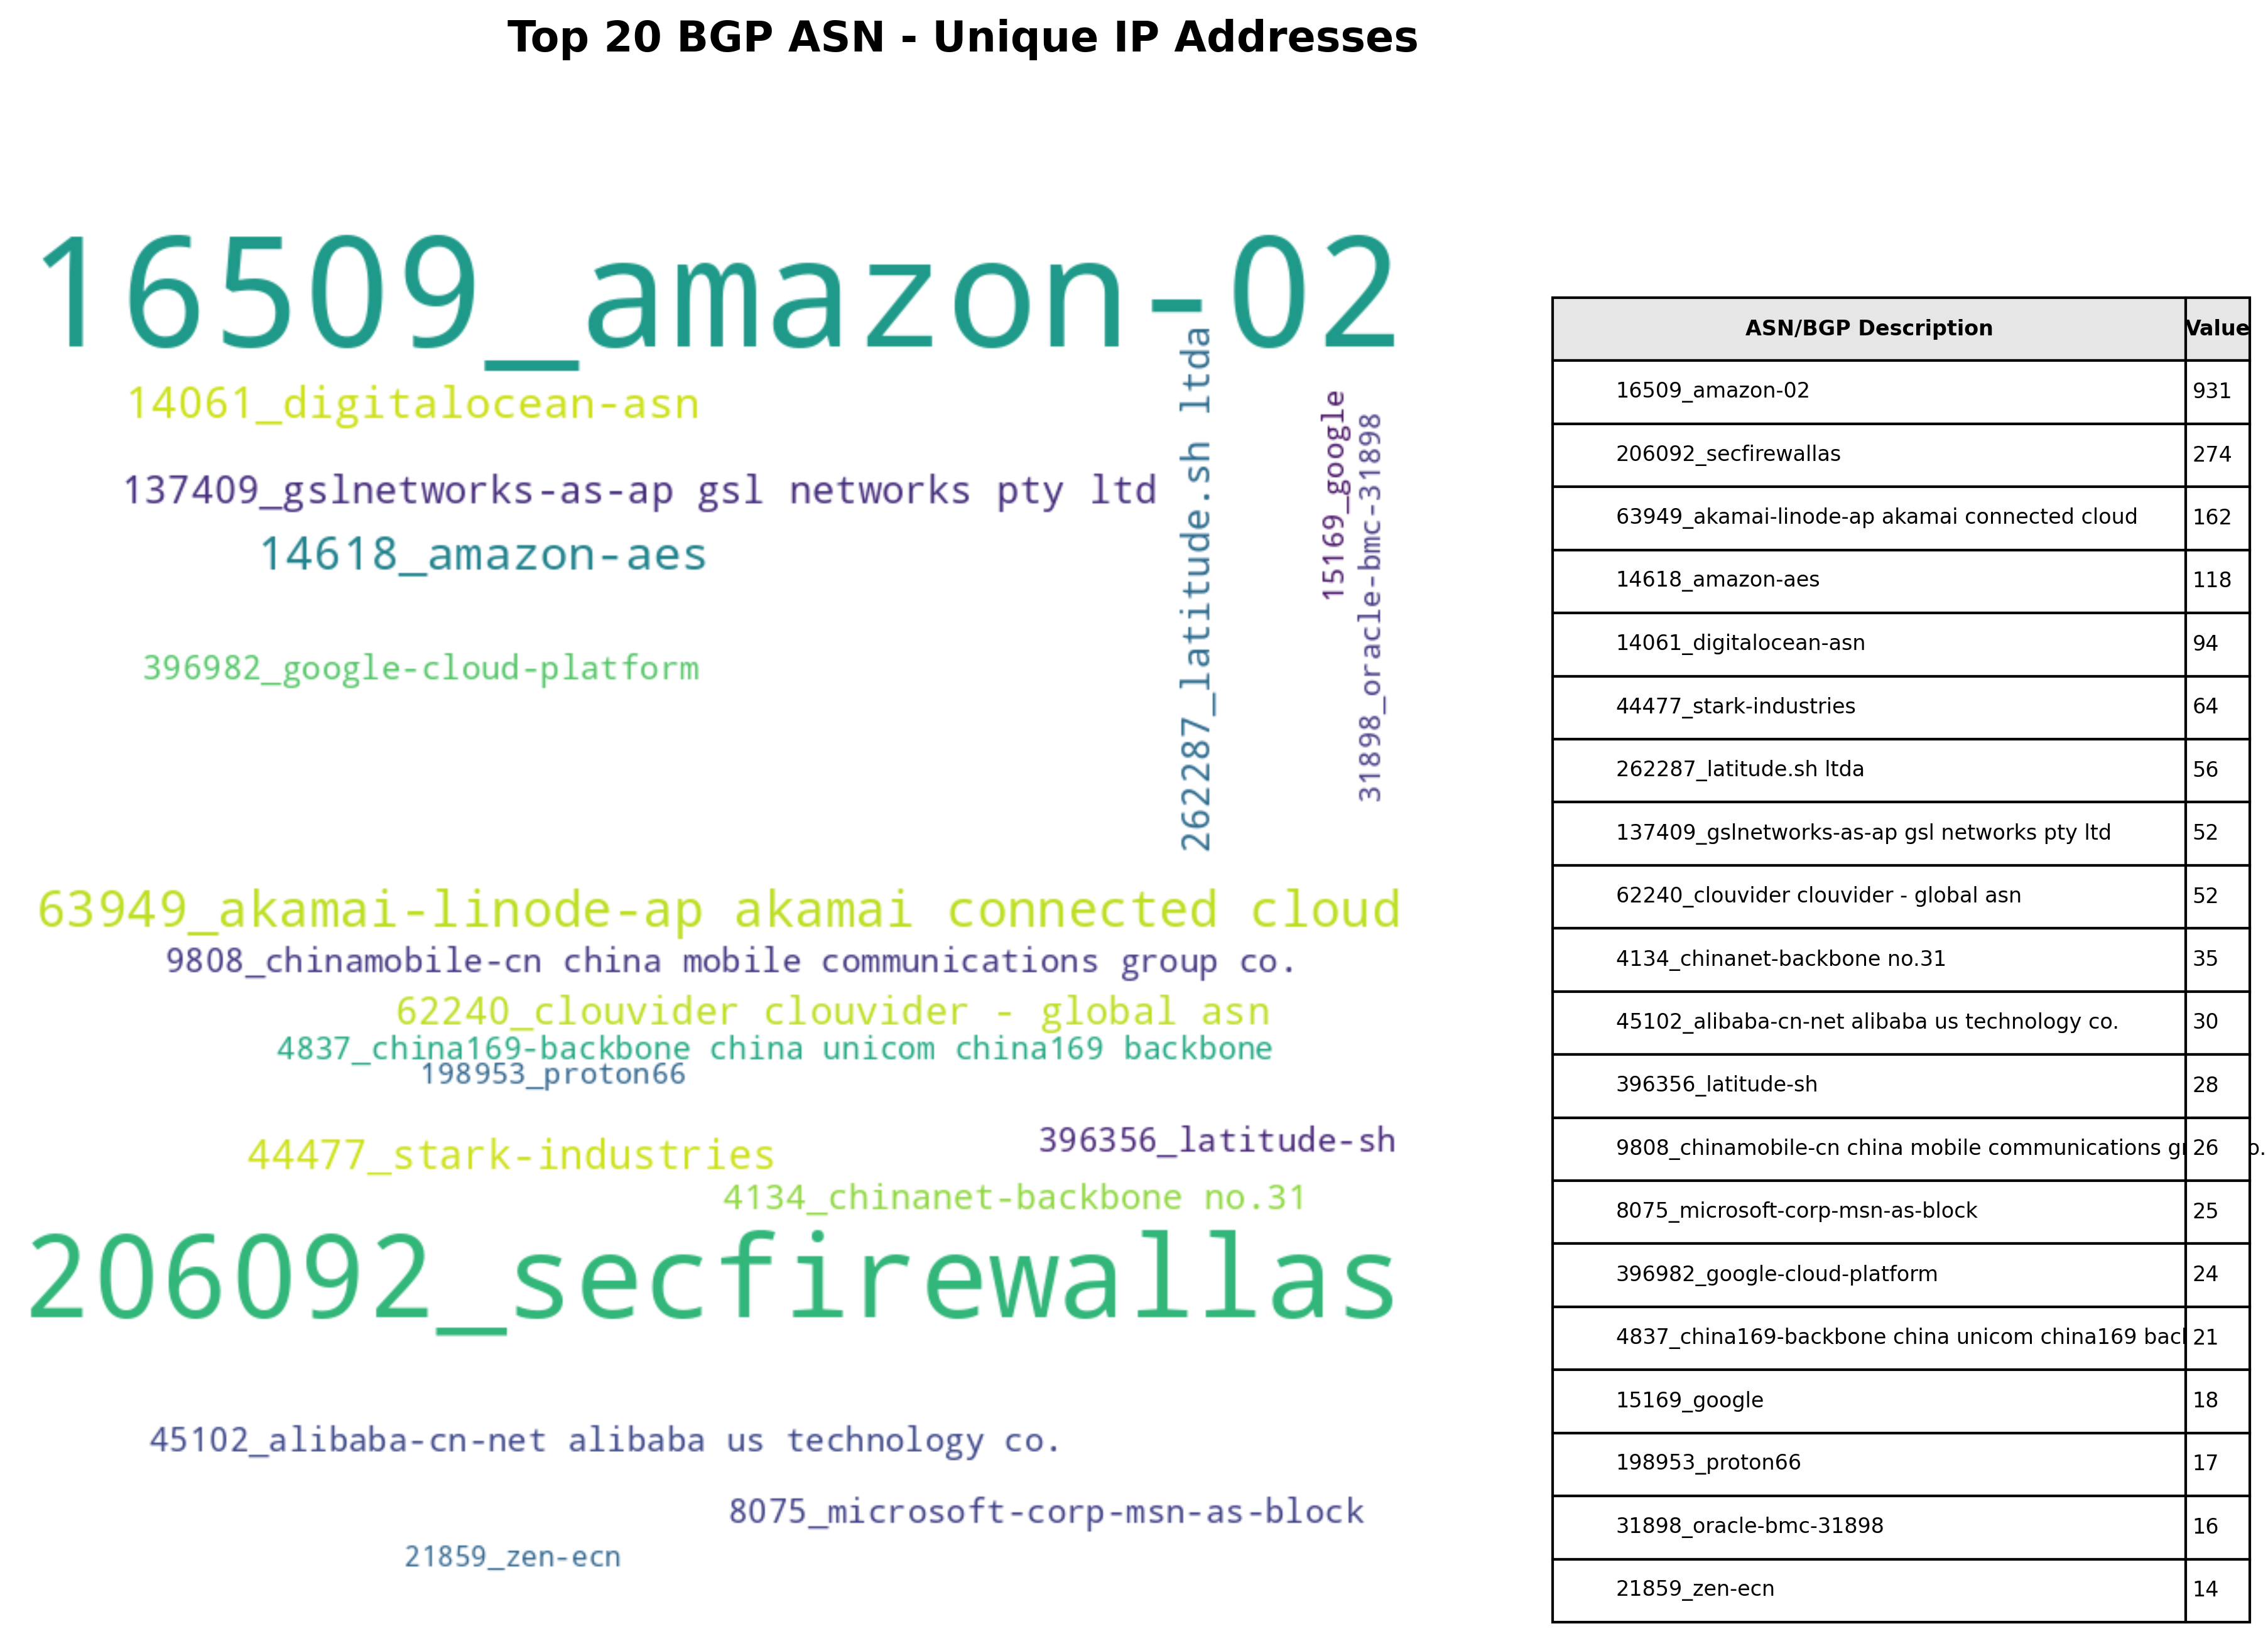 Top 20 BGP ASN - Unique IP Addresses
16509_amazon-02
14061_digitalocean-asn
137409_gslnetworks-as-ap gsl networks pty ltd
14618_amazon-aes
396982_google-cloud-platform
262287_latitude.sh ltda
15169_google
31898_oracle-bmc-31898
63949_akamai-linode-ap akamai connected cloud
9808_chinamobile-cn china mobile communications group co.
62240_clouvider clouvider - global asn
4837_china169-backbone china unicom china169 backbone
198953_proton66
44477_stark-industries
396356_latitude-sh
4134_chinanet-backbone no.31
206092_secfirewallas
45102_alibaba-cn-net alibaba us technology co.
8075_microsoft-corp-msn-as-block
21859_zen-ecn
ASN/BGP Description Value
16509_amazon-02 931
206092_secfirewallas 274
63949_akamai-linode-ap akamai connected cloud 162
14618_amazon-aes 118
14061_digitalocean-asn 94
44477_stark-industries 64
262287_latitude.sh ltda 56
137409_gslnetworks-as-ap gsl networks pty ltd 52
62240_clouvider clouvider - global asn 52
4134_chinanet-backbone no.31 35
45102_alibaba-cn-net alibaba us technology co. 30
396356_latitude-sh 28
9808_chinamobile-cn china mobile communications 26
8075_microsoft-corp-msn-as-block 25
396982_google-cloud-platform 24
4837_china169-backbone china unicom china169 21
15169_google 18
198953_proton66 17
31898_oracle-bmc-31898 16
21859_zen-ecn 14